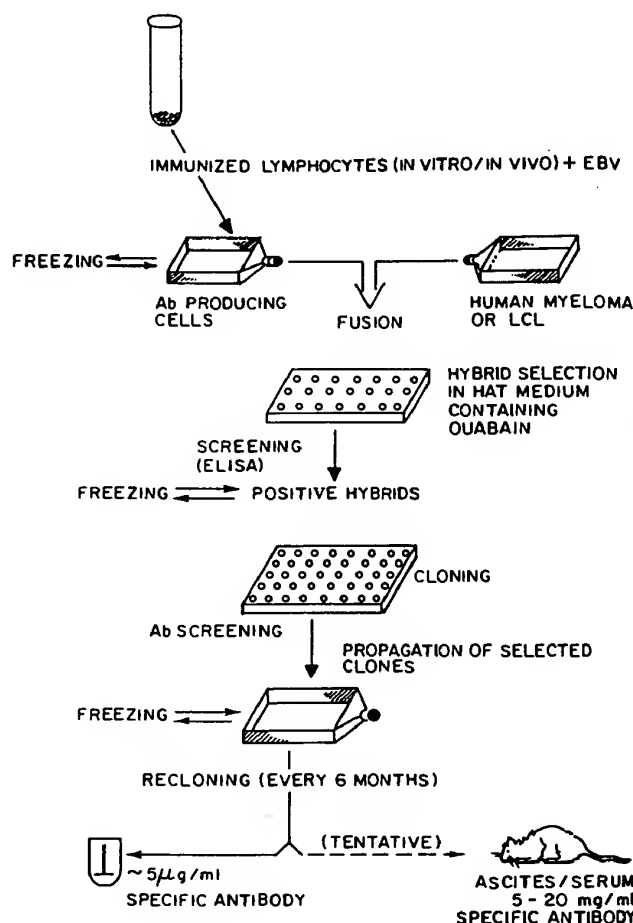 IMMUNIZED LYMPHOCYTES (IN VITRO/IN VIVO) + EBV
FREEZING
Ab PRODUCING
CELLS
FUSION
HUMAN MYELOMA
OR LCL
HYBRID SELECTION
IN HAT MEDIUM
CONTAINING
OUABAIN
SCREENING
(ELISA)
FREEZING
POSITIVE HYBRIDS
CLONING
Ab SCREENING
PROPAGATION OF SELECTED
CLONES
FREEZING
RECLONING (EVERY 6 MONTHS)
(TENTATIVE)
~5μg/ml
SPECIFIC ANTIBODY
ASCITES/SERUM
5-20 mg/ml
SPECIFIC ANTIBODY